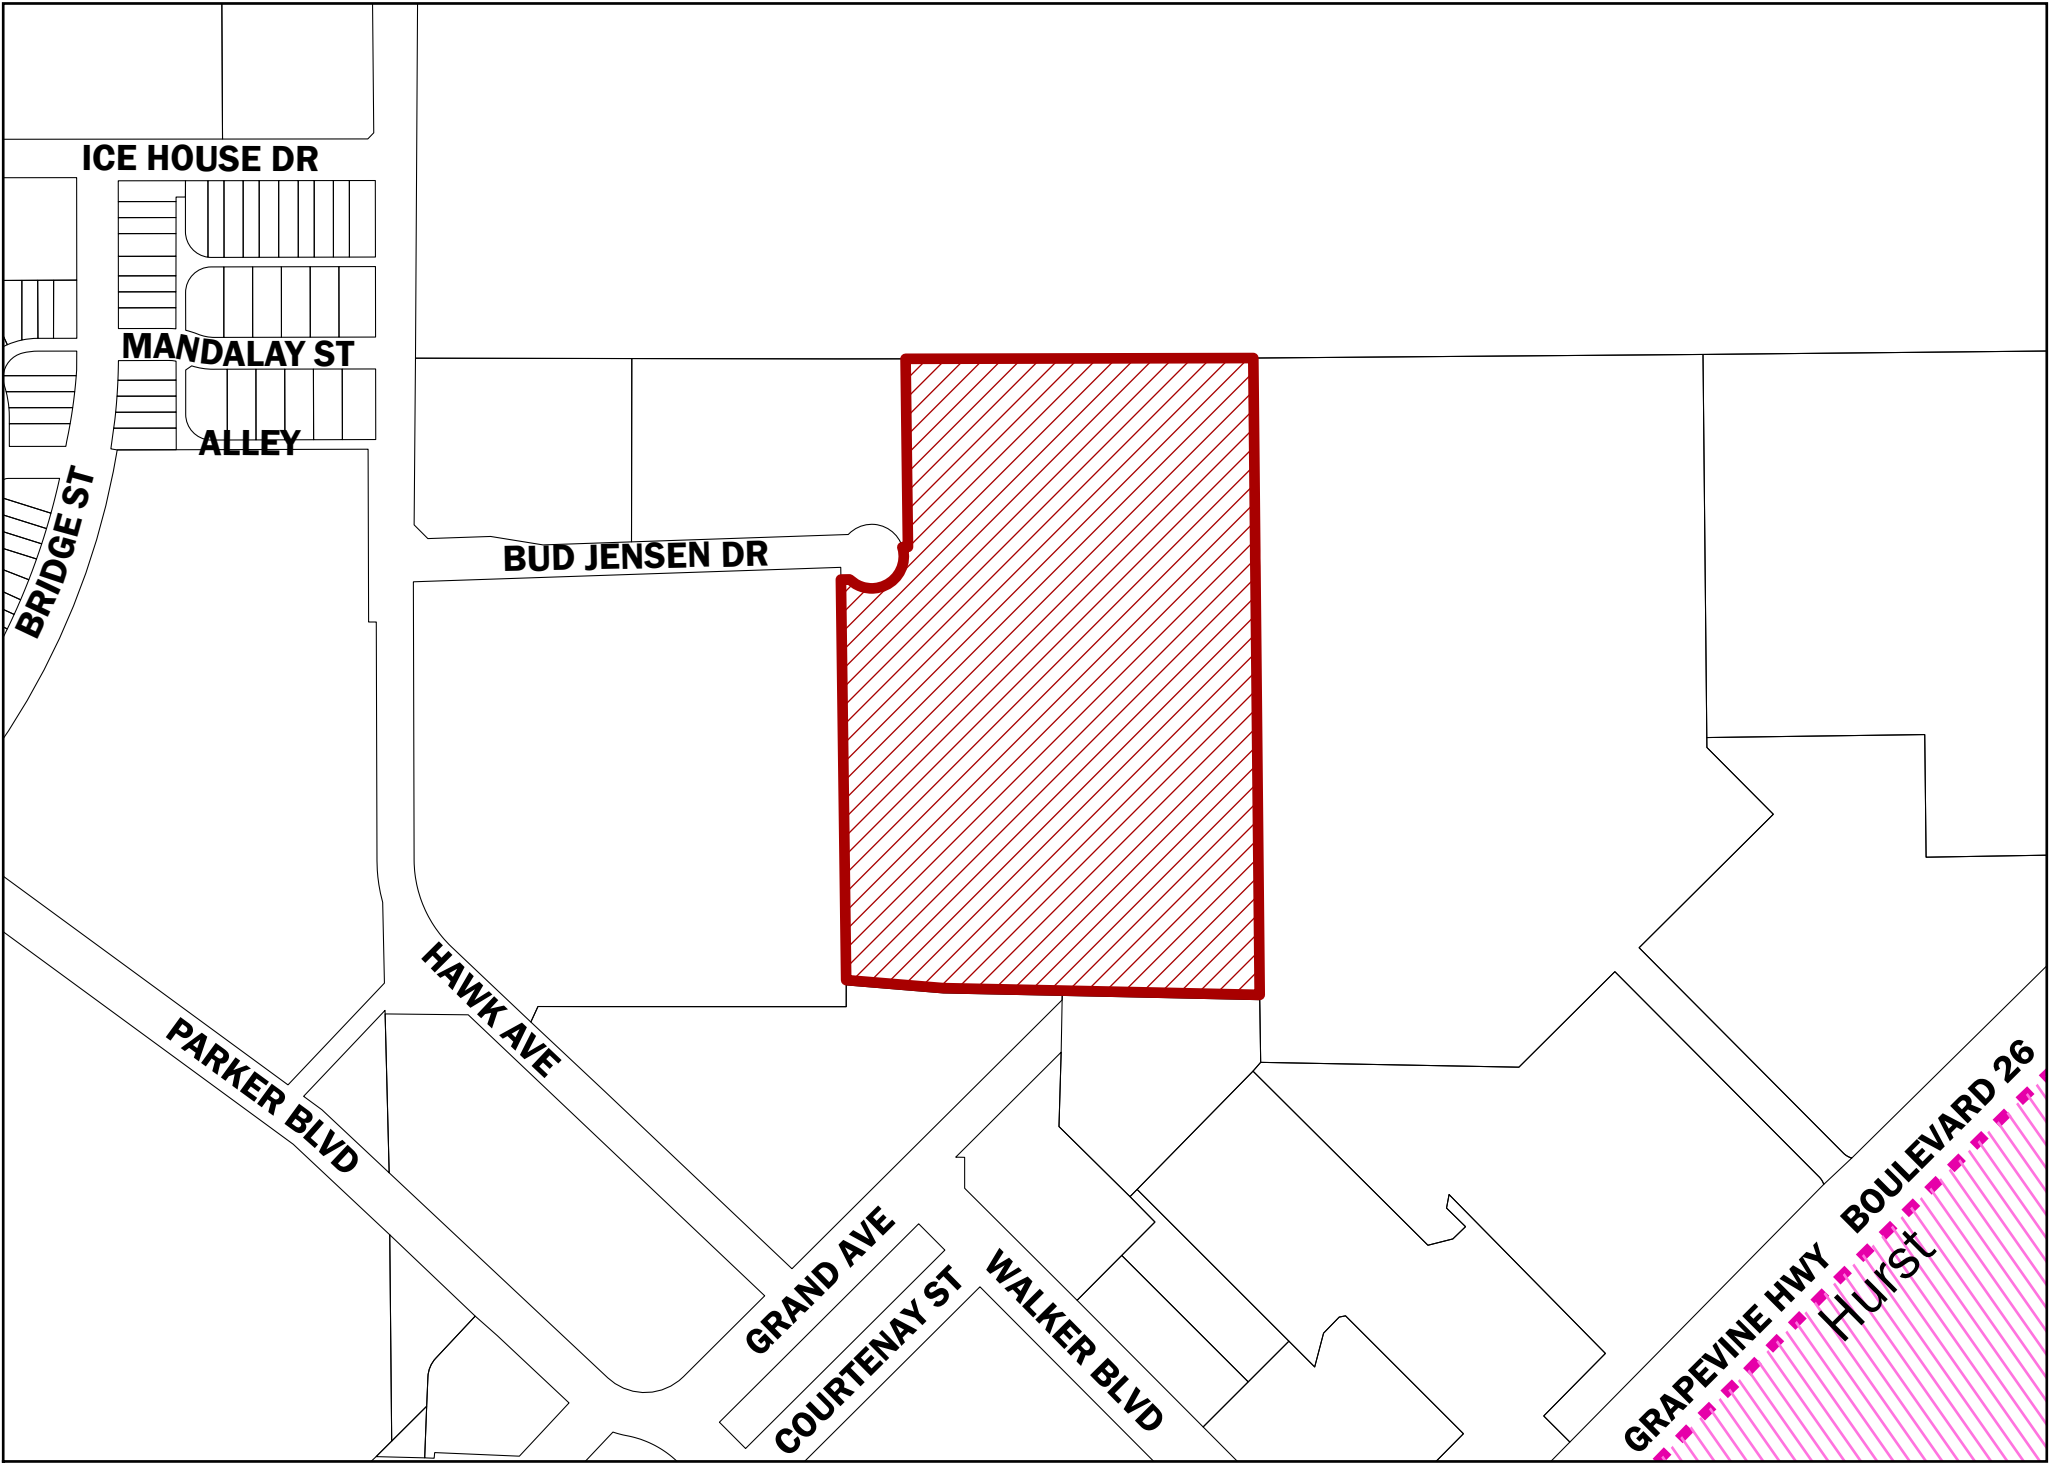 ICE HOUSE DR
MANDALAY ST
ALLEY
BRIDGE ST
BUD JENSEN DR
HAWK AVE
PARKER BLVD
GRAND AVE
COURTENAY ST
WALKER BLVD
BOULEVARD 26
GRAPEVINE HWY
Hurst